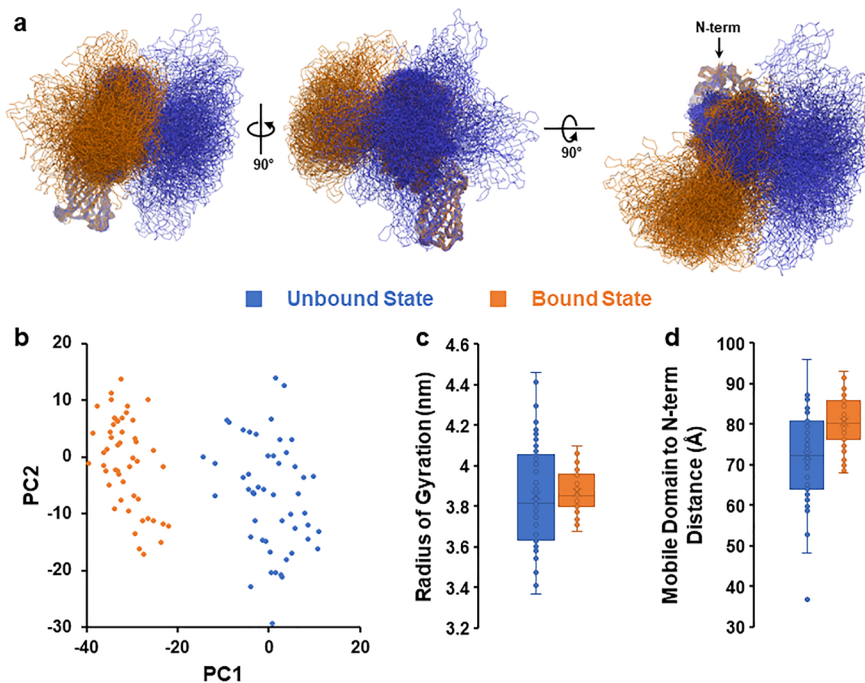 a
N-term
90°
90°
Unbound State
Bound State
b
20
10
0
-10
-20
-30
-40
-20
0
20
PC2
PC1
c
4.6
4.4
4.2
4
3.8
3.6
3.4
3.2
Radius of Gyration (nm)
d
100
90
80
70
60
50
40
30
Mobile Domain to N-term
Distance (Å)